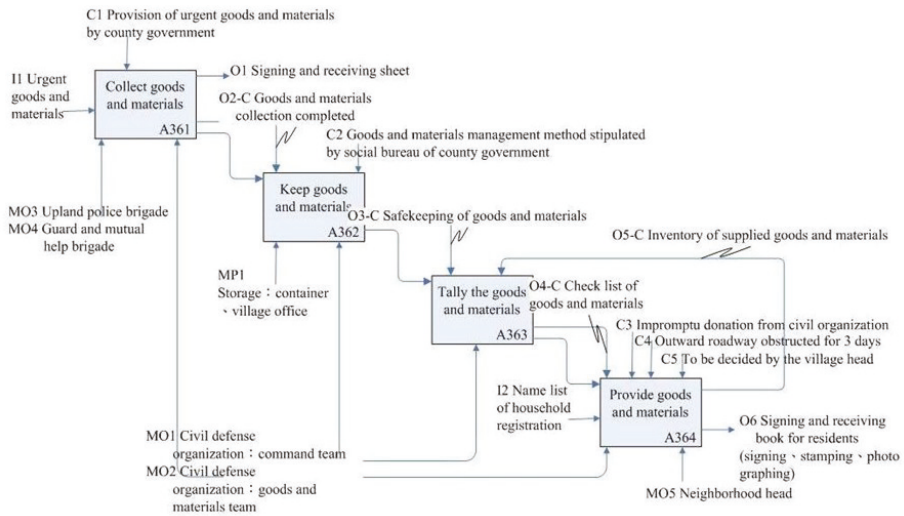 C1 Provision of urgent goods and materials
by county government
I1 Urgent
goods and
materials
Collect goods
and materials
A361
O1 Signing and receiving sheet
O2-C Goods and materials
collection completed
C2 Goods and materials management method stipulated
by social bureau of county government
MO3 Upland police brigade
MO4 Guard and mutual
help brigade
Keep goods
and materials
A362
O3-C Safekeeping of goods and materials
MP1
Storage：container
、village office
O5-C Inventory of supplied goods and materials
Tally the goods
and materials
A363
O4-C Check list of
goods and materials
C3 Impromptu donation from civil organization
C4 Outward roadway obstructed for 3 days
C5 To be decided by the village head
I2 Name list
of household
registration
Provide goods
and materials
A364
O6 Signing and receiving
book for residents
(signing、stamping、photo
graphing)
MO1 Civil defense
organization：command team
MO2 Civil defense
organization：goods and
materials team
MO5 Neighborhood head